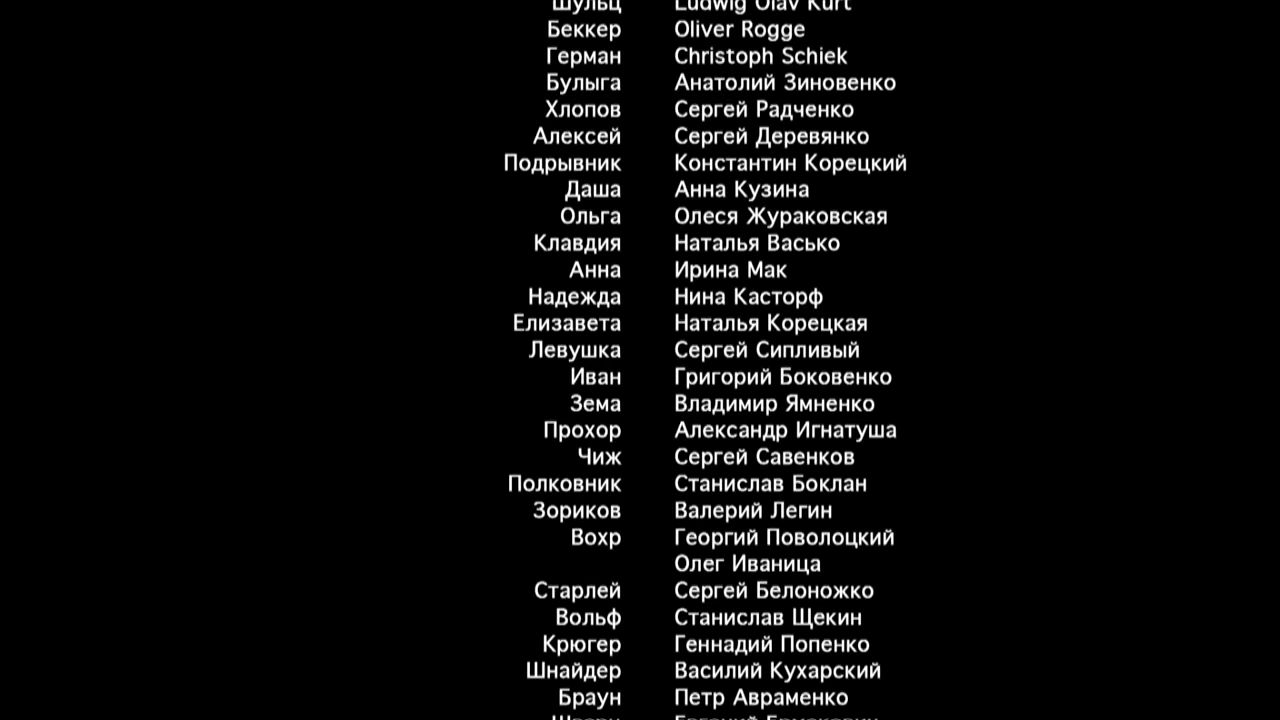 Шульц Ludwig Olav Kurt
Беккер Oliver Rogge
Герман Christoph Schiek
Булыга Анатолий Зиновенко
Хлопов Сергей Радченко
Алексей Сергей Деревянко
Подрывник Константин Корецкий
Даша Анна Кузина
Ольга Олеся Жураковская
Клавдия Наталья Васько
Анна Ирина Мак
Надежда Нина Касторф
Елизавета Наталья Корецкая
Левушка Сергей Сипливый
Иван Григорий Боковенко
Зема Владимир Ямненко
Прохор Александр Игнатуша
Чиж Сергей Савенков
Полковник Станислав Боклан
Зориков Валерий Легин
Вохр Георгий Поволоцкий
Олег Иваница
Старлей Сергей Белоножко
Вольф Станислав Щекин
Крюгер Геннадий Попенко
Шнайдер Василий Кухарский
Браун Петр Авраменко